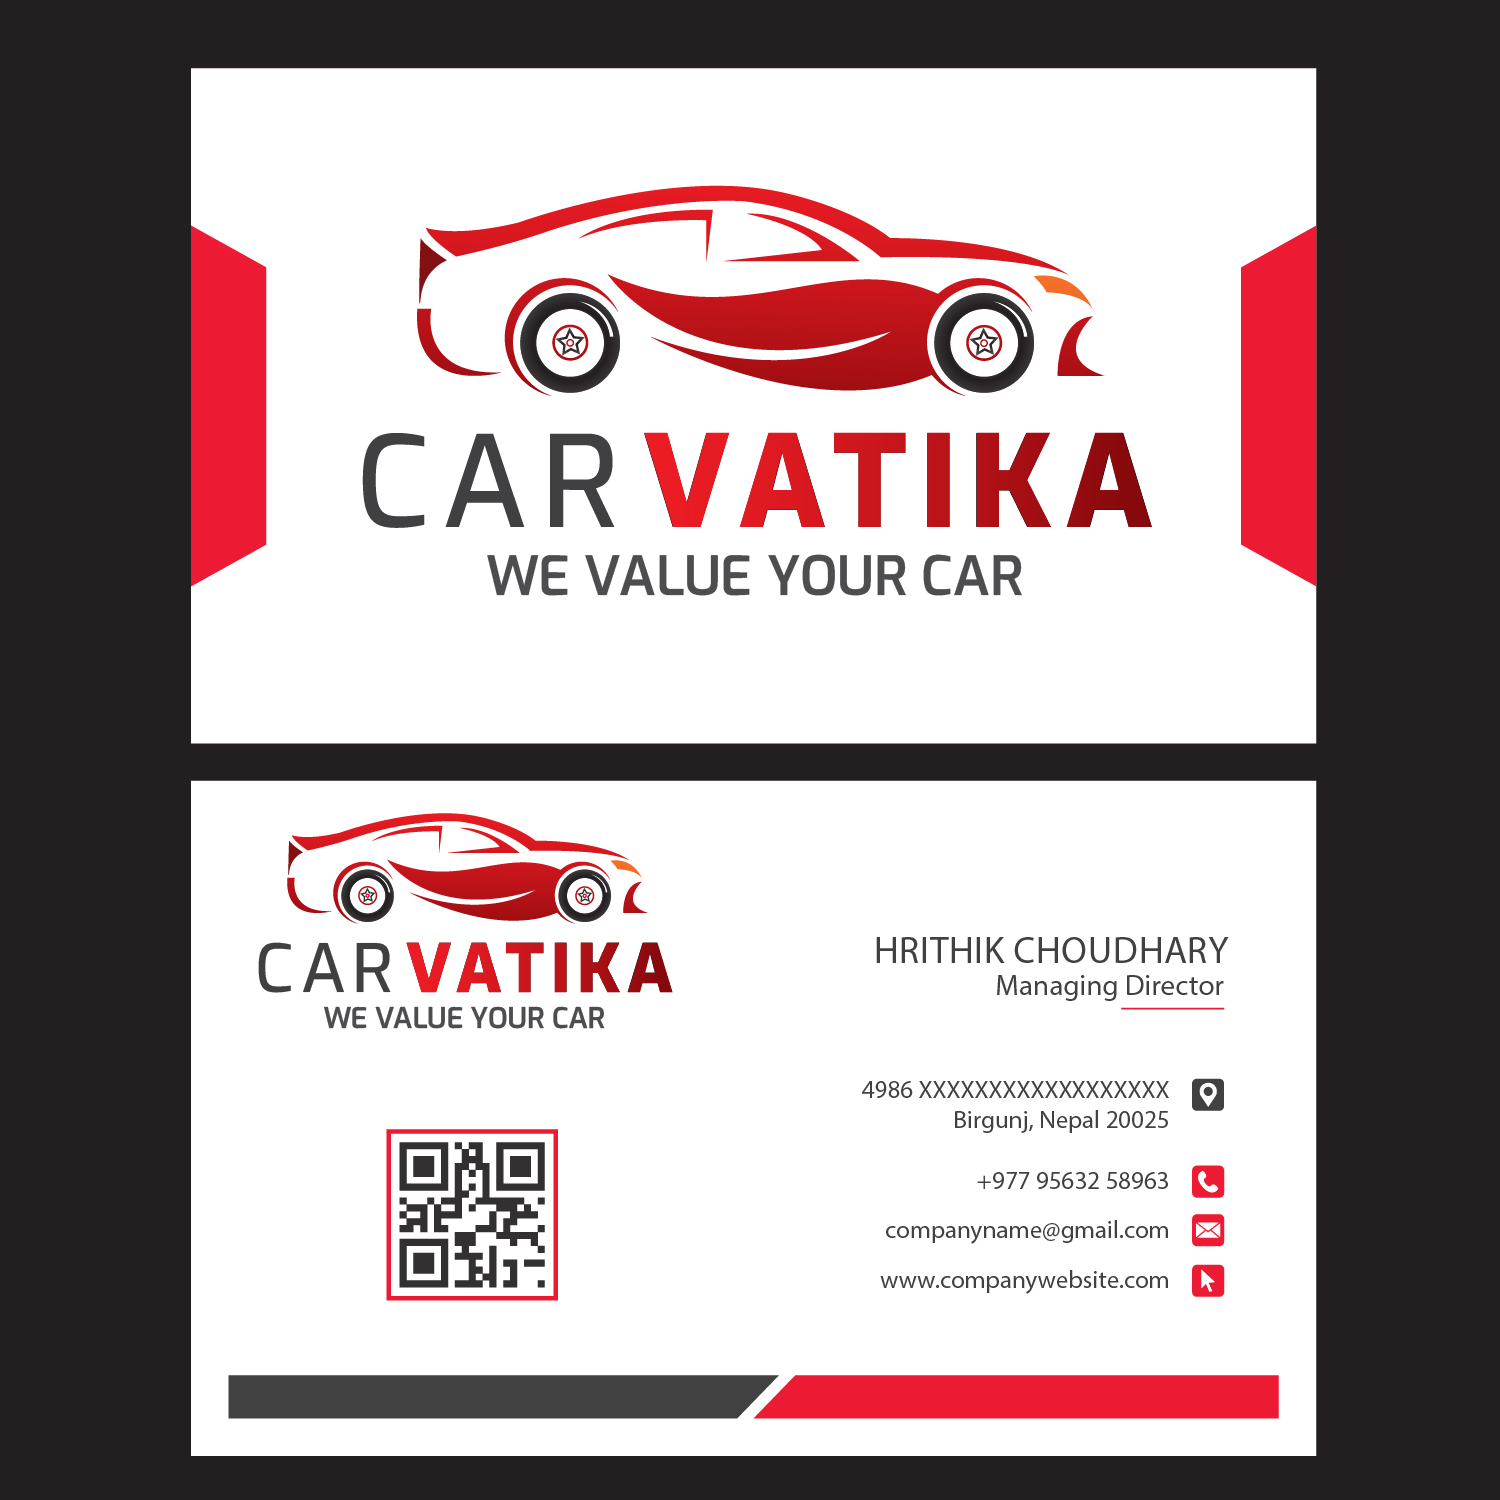 CAR VATIKA
WE VALUE YOUR CAR
CAR VATIKA
WE VALUE YOUR CAR
HRITHIK CHOUDHARY
Managing Director
4986 XXXXXXXXXXXXXXXXXX
Birgunj, Nepal 20025
+977 95632 58963
companyname@gmail.com
www.companywebsite.com